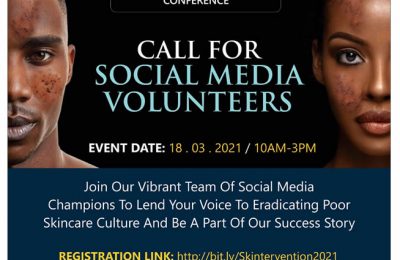 CONFERENCE
CALL FOR
SOCIAL MEDIA
VOLUNTEERS
EVENT DATE: 18 . 03 . 2021 / 10AM-3PM
Join Our Vibrant Team Of Social Media
Champions To Lend Your Voice To Eradicating Poor
Skincare Culture And Be A Part Of Our Success Story
REGISTRATION LINK: http://bit.ly/Skintervention2021